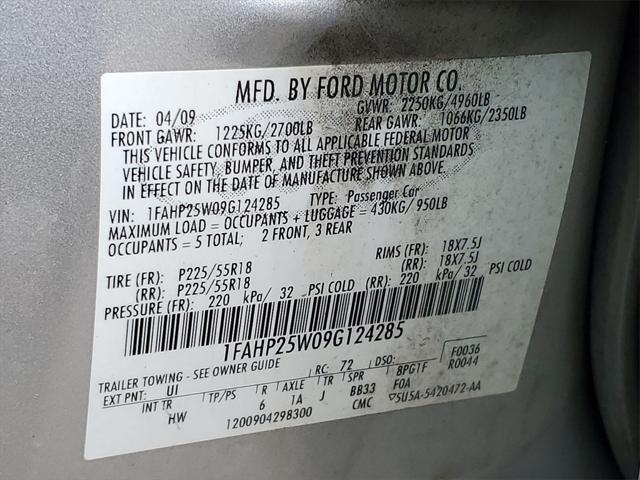 MFD. BY FORD MOTOR CO.
DATE: 04/09 GVWR: 2250KG/4960LB
FRONT GAWR: 1225KG/2700LB REAR GAWR: 1066KG/2350LB
THIS VEHICLE CONFORMS TO ALL APPLICABLE FEDERAL MOTOR
VEHICLE SAFETY, BUMPER, AND THEFT PREVENTION STANDARDS
IN EFFECT ON THE DATE OF MANUFACTURE SHOWN ABOVE.
VIN: 1FAHP25W09G124285 TYPE: Passenger Car
MAXIMUM LOAD = OCCUPANTS + LUGGAGE = 430KG/ 950LB
OCCUPANTS = 5 TOTAL; 2 FRONT, 3 REAR
TIRE (FR): P225/55R18 RIMS (FR): 18X7.5J
(RR): P225/55R18 (RR): 18X7.5J
PRESSURE (FR): 220 kPa/ 32 PSI COLD (RR): 220 kPa/ 32 PSI COLD
1FAHP25W09G124285
TRAILER TOWING - SEE OWNER GUIDE F0036
EXT PNT: UI RC: 72 DSO: R0044
INT TR TP/PS R AXLE TR SPR 8PGTF
HW 6 1A J BB33 F0A
1200904298300 CMC ▽5U5A-5420472-AA